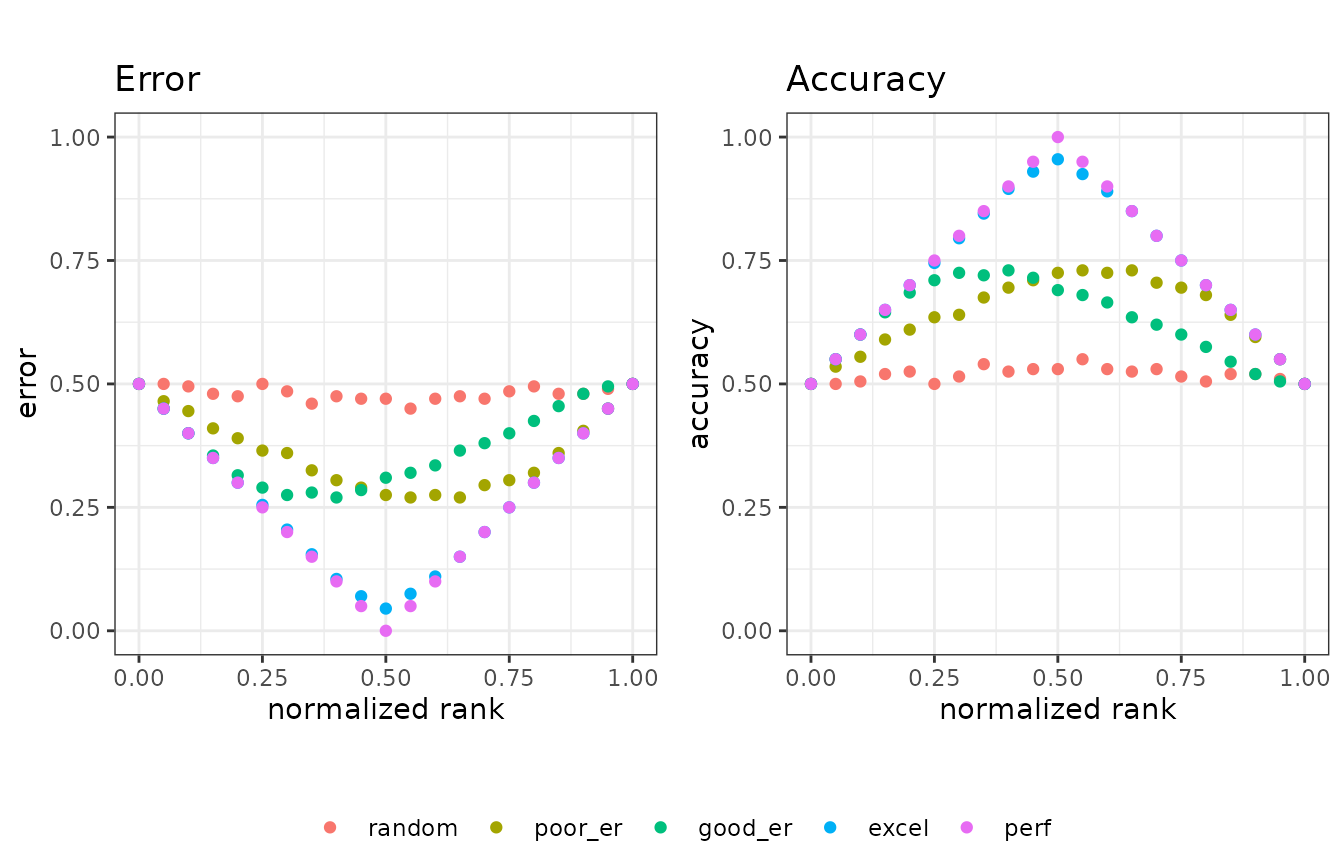 Error
Accuracy
error
1.00
0.75
0.50
0.25
0.00
0.00 0.25 0.50 0.75 1.00
normalized rank
accuracy
1.00
0.75
0.50
0.25
0.00
0.00 0.25 0.50 0.75 1.00
normalized rank
random poor_er good_er excel perf